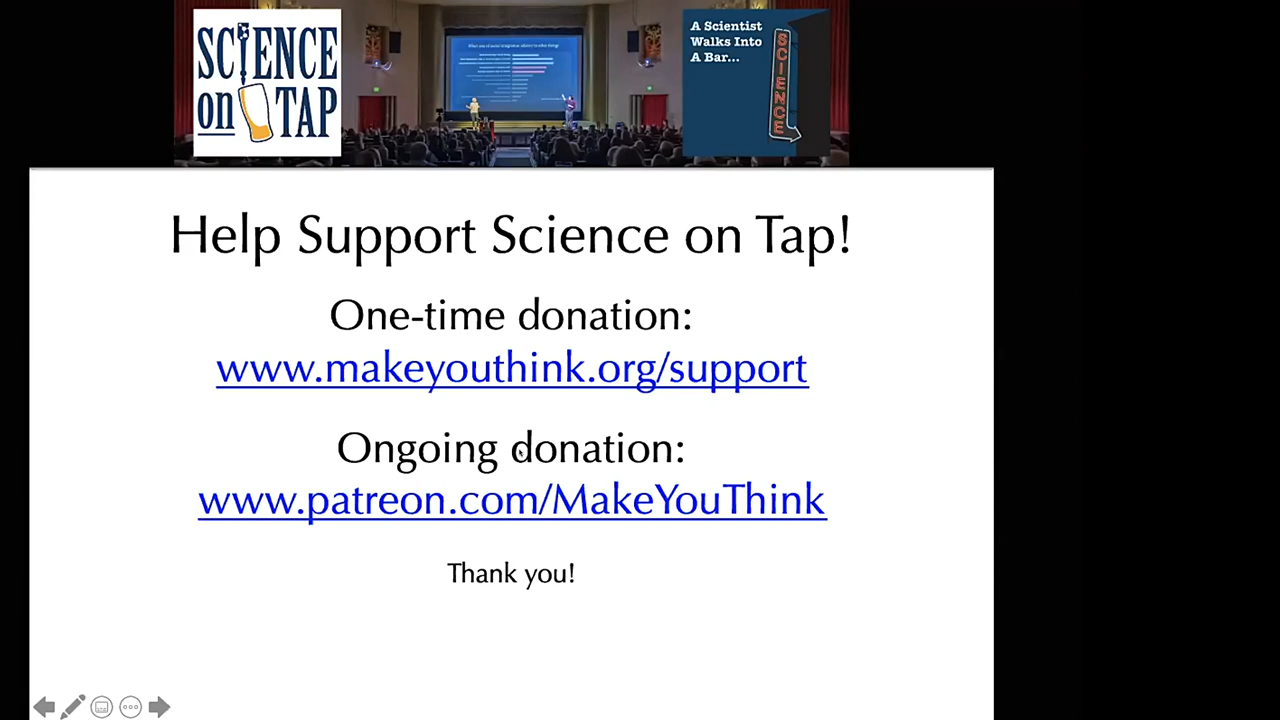 SCIENCE
on TAP
A Scientist
Walks Into
A Bar...
SCIENCE
Help Support Science on Tap!
One-time donation:
www.makeyouthink.org/support
Ongoing donation:
www.patreon.com/MakeYouThink
Thank you!